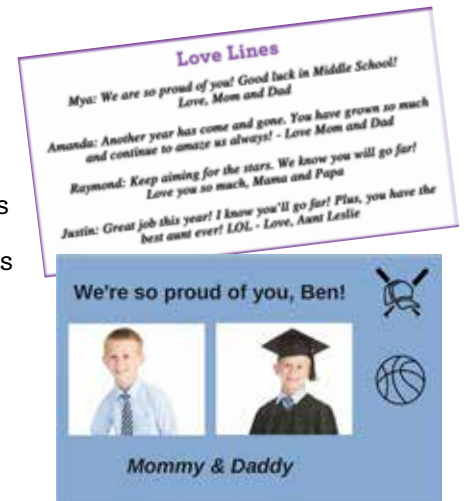 Love Lines
Mya: We are so proud of you! Good luck in Middle School!
Love, Mom and Dad
Amanda: Another year has come and gone. You have grown so much
and continue to amaze us always! - Love Mom and Dad
Raymond: Keep aiming for the stars. We know you will go far!
Love you so much, Mama and Papa
Justin: Great job this year! I know you'll go far! Plus, you have the
best aunt ever! LOL - Love, Aunt Leslie
s
s
We're so proud of you, Ben!
Mommy & Daddy